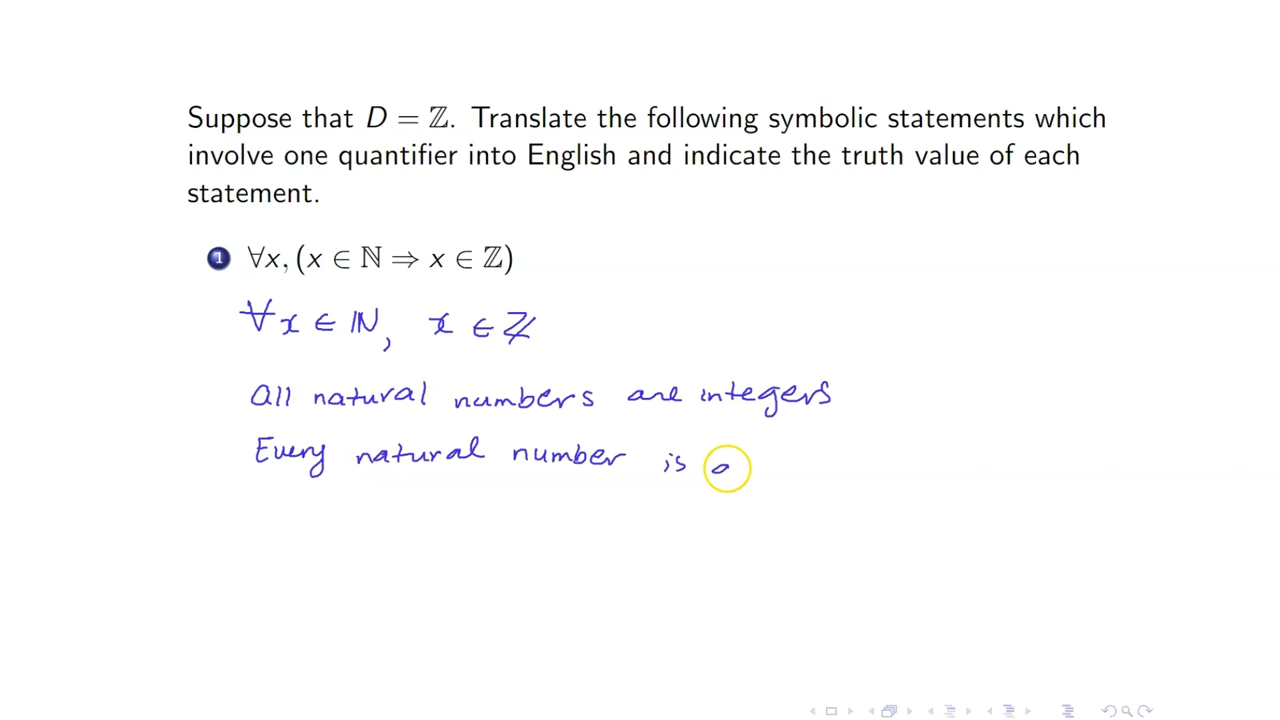 Suppose that D = ℤ. Translate the following symbolic statements which
involve one quantifier into English and indicate the truth value of each
statement.
1 ∀x, (x ∈ ℕ ⇒ x ∈ ℤ)
∀x ∈ ℕ, x ∈ ℤ
All natural numbers are integers
Every natural number is a